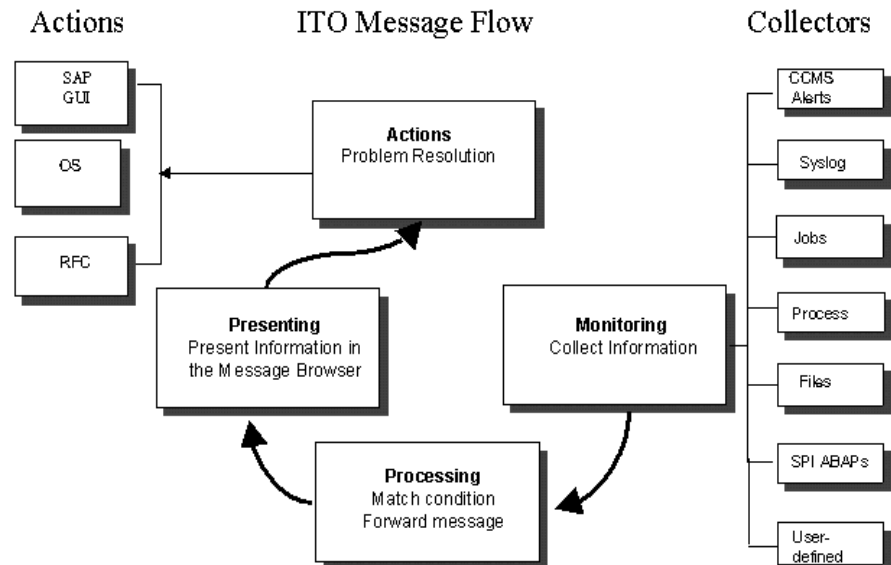 Actions
ITO Message Flow
Collectors
SAP
GUI
OS
RFC
Actions
Problem Resolution
Presenting
Present Information in
the Message Browser
Monitoring
Collect Information
Processing
Match condition
Forward message
CCMS
Alerts
Syslog
Jobs
Process
Files
SPI ABAPs
User-
defined